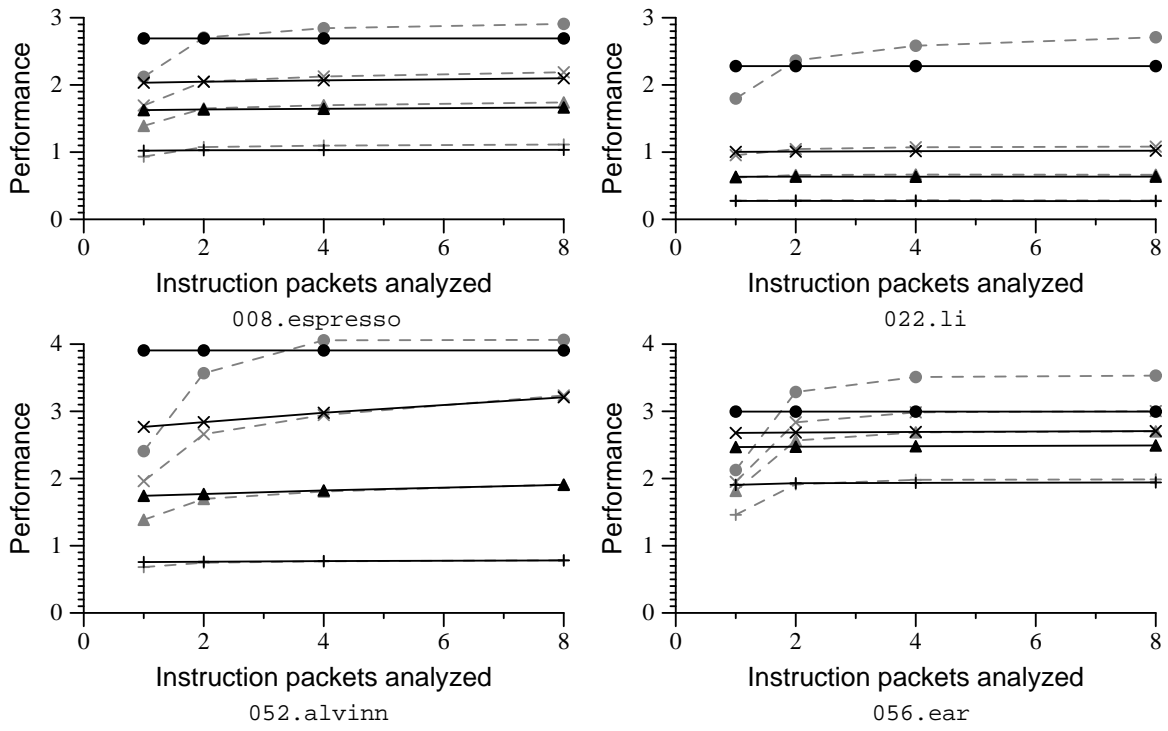 3
2
1
0
Performance
0 2 4 6 8
Instruction packets analyzed
008.espresso
3
2
1
0
Performance
0 2 4 6 8
Instruction packets analyzed
022.li
4
3
2
1
0
Performance
0 2 4 6 8
Instruction packets analyzed
052.alvinn
4
3
2
1
0
Performance
0 2 4 6 8
Instruction packets analyzed
056.ear